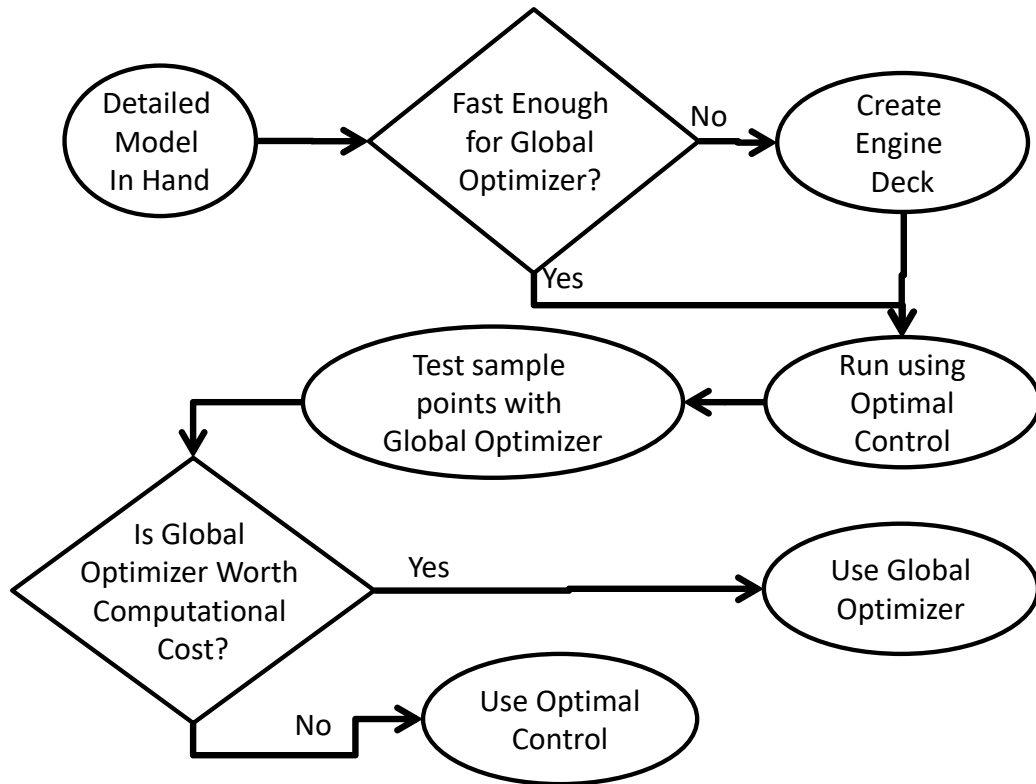 Detailed
Model
In Hand
Fast Enough
for Global
Optimizer?
No
Create
Engine
Deck
Yes
Test sample
points with
Global Optimizer
Run using
Optimal
Control
Is Global
Optimizer Worth
Computational
Cost?
Yes
Use Global
Optimizer
No
Use Optimal
Control